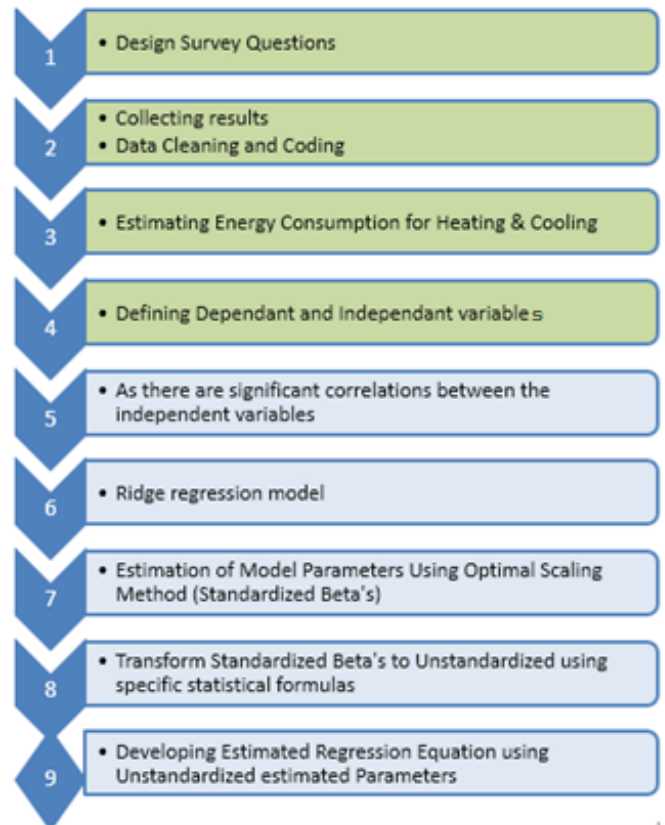 1
• Design Survey Questions
2
• Collecting results
• Data Cleaning and Coding
3
• Estimating Energy Consumption for Heating & Cooling
4
• Defining Dependant and Independant variables
5
• As there are significant correlations between the
independent variables
6
• Ridge regression model
7
• Estimation of Model Parameters Using Optimal Scaling
Method (Standardized Beta's)
8
• Transform Standardized Beta's to Unstandardized using
specific statistical formulas
9
• Developing Estimated Regression Equation using
Unstandardized estimated Parameters